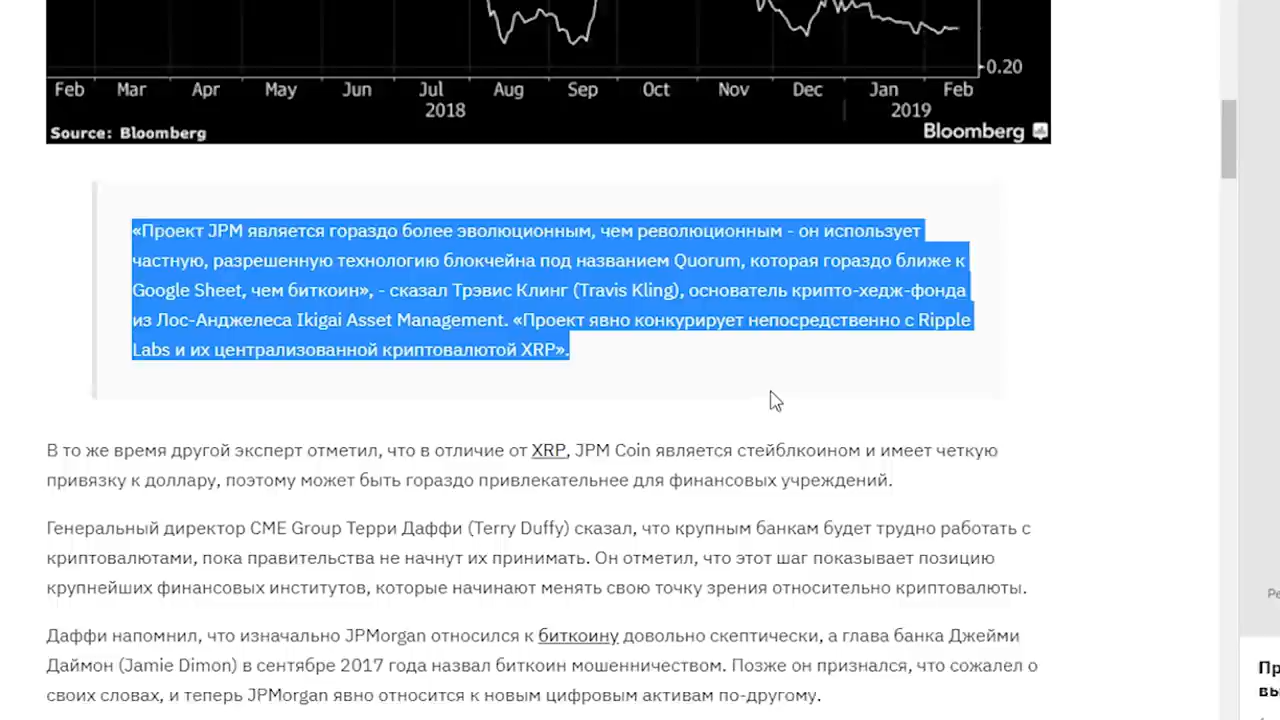 0.20
Feb Mar Apr May Jun Jul Aug Sep Oct Nov Dec Jan Feb
2018 2019
Source: Bloomberg Bloomberg
«Проект JPM является гораздо более эволюционным, чем революционным - он использует
частную, разрешенную технологию блокчейна под названием Quorum, которая гораздо ближе к
Google Sheet, чем биткоин», - сказал Трэвис Клинг (Travis Kling), основатель крипто-хедж-фонда
из Лос-Анджелеса Ikigai Asset Management. «Проект явно конкурирует непосредственно с Ripple
Labs и их централизованной криптовалютой XRP».
В то же время другой эксперт отметил, что в отличие от XRP, JPM Coin является стейблкоином и имеет четкую
привязку к доллару, поэтому может быть гораздо привлекательнее для финансовых учреждений.
Генеральный директор CME Group Терри Даффи (Terry Duffy) сказал, что крупным банкам будет трудно работать с
криптовалютами, пока правительства не начнут их принимать. Он отметил, что этот шаг показывает позицию
крупнейших финансовых институтов, которые начинают менять свою точку зрения относительно криптовалюты.
Даффи напомнил, что изначально JPMorgan относился к биткоину довольно скептически, а глава банка Джейми
Даймон (Jamie Dimon) в сентябре 2017 года назвал биткоин мошенничеством. Позже он признался, что сожалел о
своих словах, и теперь JPMorgan явно относится к новым цифровым активам по-другому.